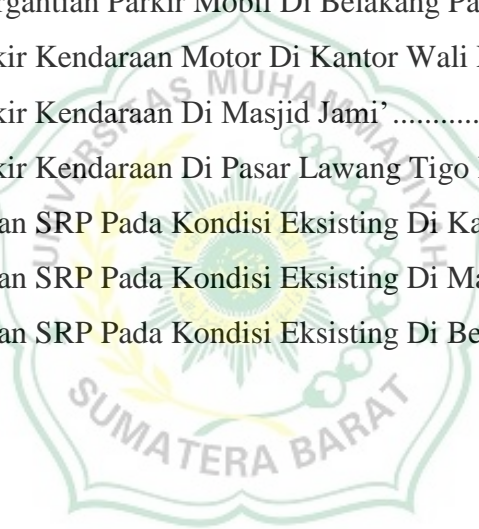 rgantian Parkir Mobil Di Belakang Pa
kir Kendaraan Motor Di Kantor Wali
kir Kendaraan Di Masjid Jami’...........
kir Kendaraan Di Pasar Lawang Tigo
an SRP Pada Kondisi Eksisting Di Ka
an SRP Pada Kondisi Eksisting Di Ma
an SRP Pada Kondisi Eksisting Di Be
UNIVERSITAS MUHAMMADIYAH
SUMATERA BARAT